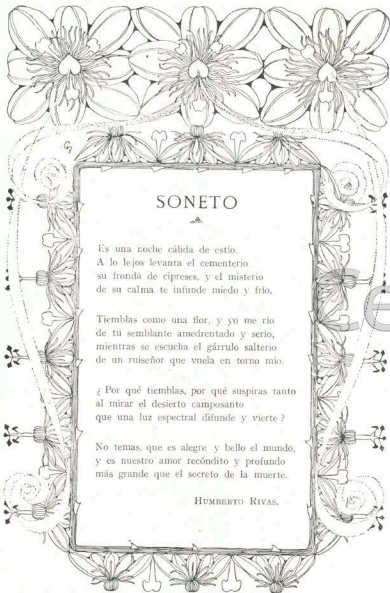 SONETO
Es una noche cálida de estío.
A lo lejos levanta el cementerio
su fronda de cipreses, y el misterio
de su calma te infunde miedo y frío.
Tiemblas como una flor, y yo me río
de tu semblante amedrentado y serio,
mientras se escucha el gárrulo salterio
de un ruiseñor que vuela en torno mío.
¿Por qué tiemblas, por qué suspiras tanto
al mirar el desierto camposanto
que una luz espectral difunde y vierte?
No temas, que es alegre y bello el mundo,
y es nuestro amor recóndito y profundo
más grande que el secreto de la muerte.
HUMBERTO RIVAS.